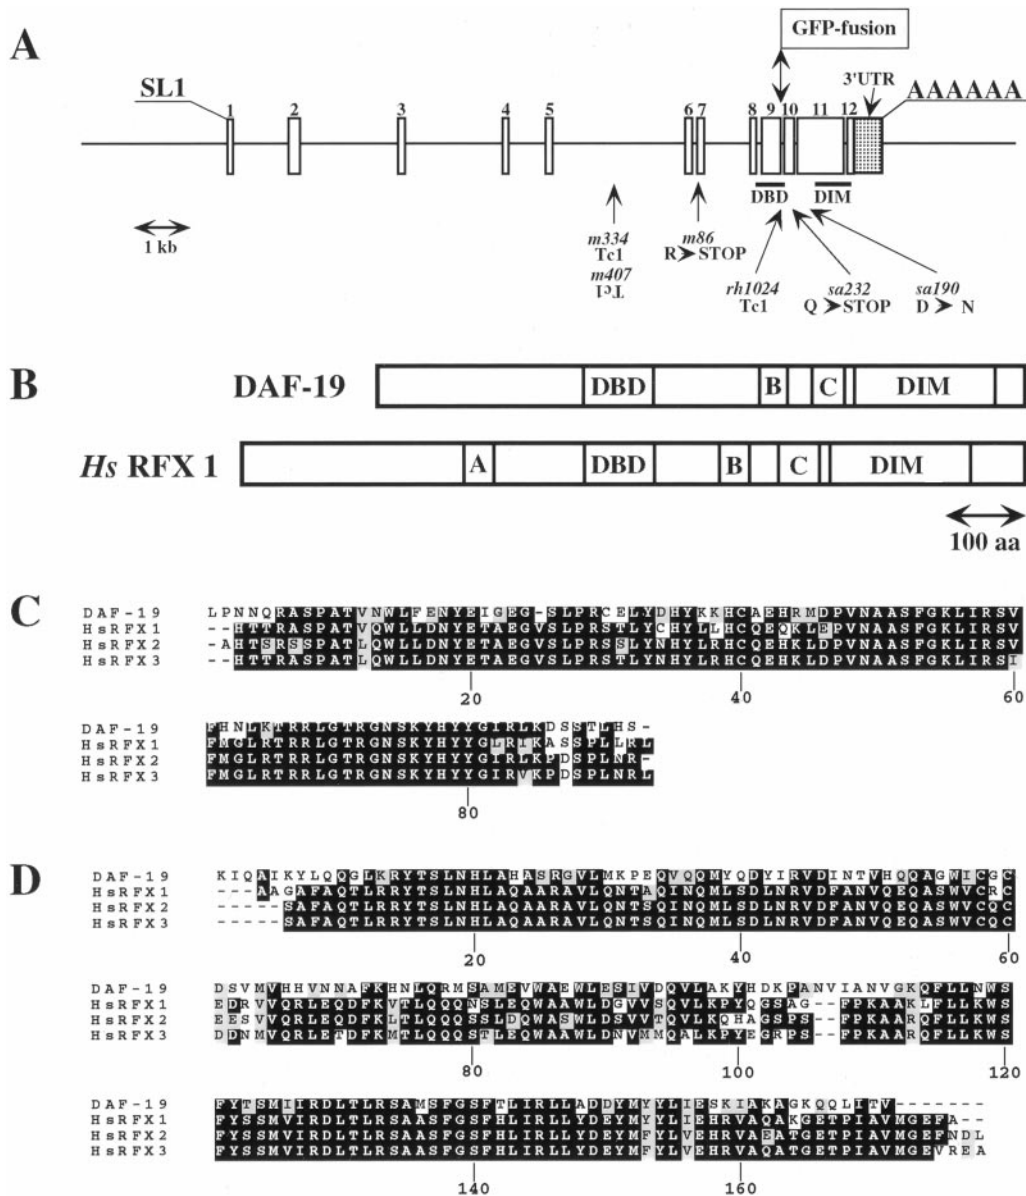 A
GFP-fusion
SL1
3'UTR
AAAAAA
1 2 3 4 5 6 7 8 9 10 11 12
DBD
DIM
1 kb
m334
Tc1
m407
Tc1
m86
R STOP
rh1024
Tc1
sa232
Q STOP
sa190
D N
B
DAF-19
DBD B C DIM
Hs RFX 1
A DBD B C DIM
100 aa
C
DAF-19 LPNNQRASPATVNWLFENYEIGEG-SLPRCELYDHYKKHCAEHRMDPVNAASFGKLIRSV
HsRFX1 --HTTRASPATVQWLLDNYETAEGVSLPRSTLYCHYLLHCQEQKLEPVNAASFGKLIRSV
HsRFX2 -AHTSRSSPATLQWLLDNYETAEGVSLPRSSLYNHYLRHCQEHKLDPVNAASFGKLIRSV
HsRFX3 --HTTRASPATLQWLLDNYETAEGVSLPRSTLYNHYLRHCQEHKLDPVNAASFGKLIRSI
20 40 60
DAF-19 FHNLKTRRLGTRGNSKYHYYGIRLKDSSTLHS-
HsRFX1 FMGLRTRRLGTRGNSKYHYYGLRIKASSPLLRL
HsRFX2 FMGLRTRRLGTRGNSKYHYYGIRLKPDSPLNR-
HsRFX3 FMGLRTRRLGTRGNSKYHYYGIRVKPDSPLNRL
80
D
DAF-19 KIQAIKYLQQGLKRYTSLNHLAHASRGVLMKPEQVQQMYQDYIRVDINTVHQQAGWICGC
HsRFX1 ---AAGAFAQTLRRYTSLNHLAQAARAVLQNTAQINQMLSDLNRVDFANVQEQASWVCRC
HsRFX2 -----SAFAQTLRRYTSLNHLAQAARAVLQNTSQINQMLSDLNRVDFANVQEQASWVCQC
HsRFX3 -----SAFAQTLRRYTSLNHLAQAARAVLQNTSQINQMLSDLNRVDFANVQEQASWVCQC
20 40 60
DAF-19 DSVMVHHVNNAFKHNLQRMSAMEVWAEWLESIVDQVLAKYHDKPANVIANVGKQFLLNWS
HsRFX1 EDRVVQRLEQDFKVTLQQQNSLEQWAAWLDGVVSQVLKPYQGSAG--FPKAAKLFLLKWS
HsRFX2 EESVVQRLEQDFKLTLQQQSSLDQWASWLDSVVTQVLKQHAGSPS--FPKAARQFLLKWS
HsRFX3 DDNMVQRLETDFKMTLQQQSTLEQWAAWLDNVMMQALKPYEGRPS--FPKAARQFLLKWS
80 100 120
DAF-19 FYTSMIIRDLTLRSAMSFGSFTLIRLLADDYMYYLIESKIAKAGKQQLITV-------
HsRFX1 FYSSMVIRDLTLRSAASFGSFHLIRLLYDEYMYYLIEHRVAQAKGETPIAVMGEFA--
HsRFX2 FYSSMVIRDLTLRSAASFGSFHLIRLLYDEYMFYLVEHRVAEATGETPIAVMGEFNDL
HsRFX3 FYSSMVIRDLTLRSAASFGSFHLIRLLYDEYMFYLVEHRVAQATGETPIAVMGEVREA
140 160